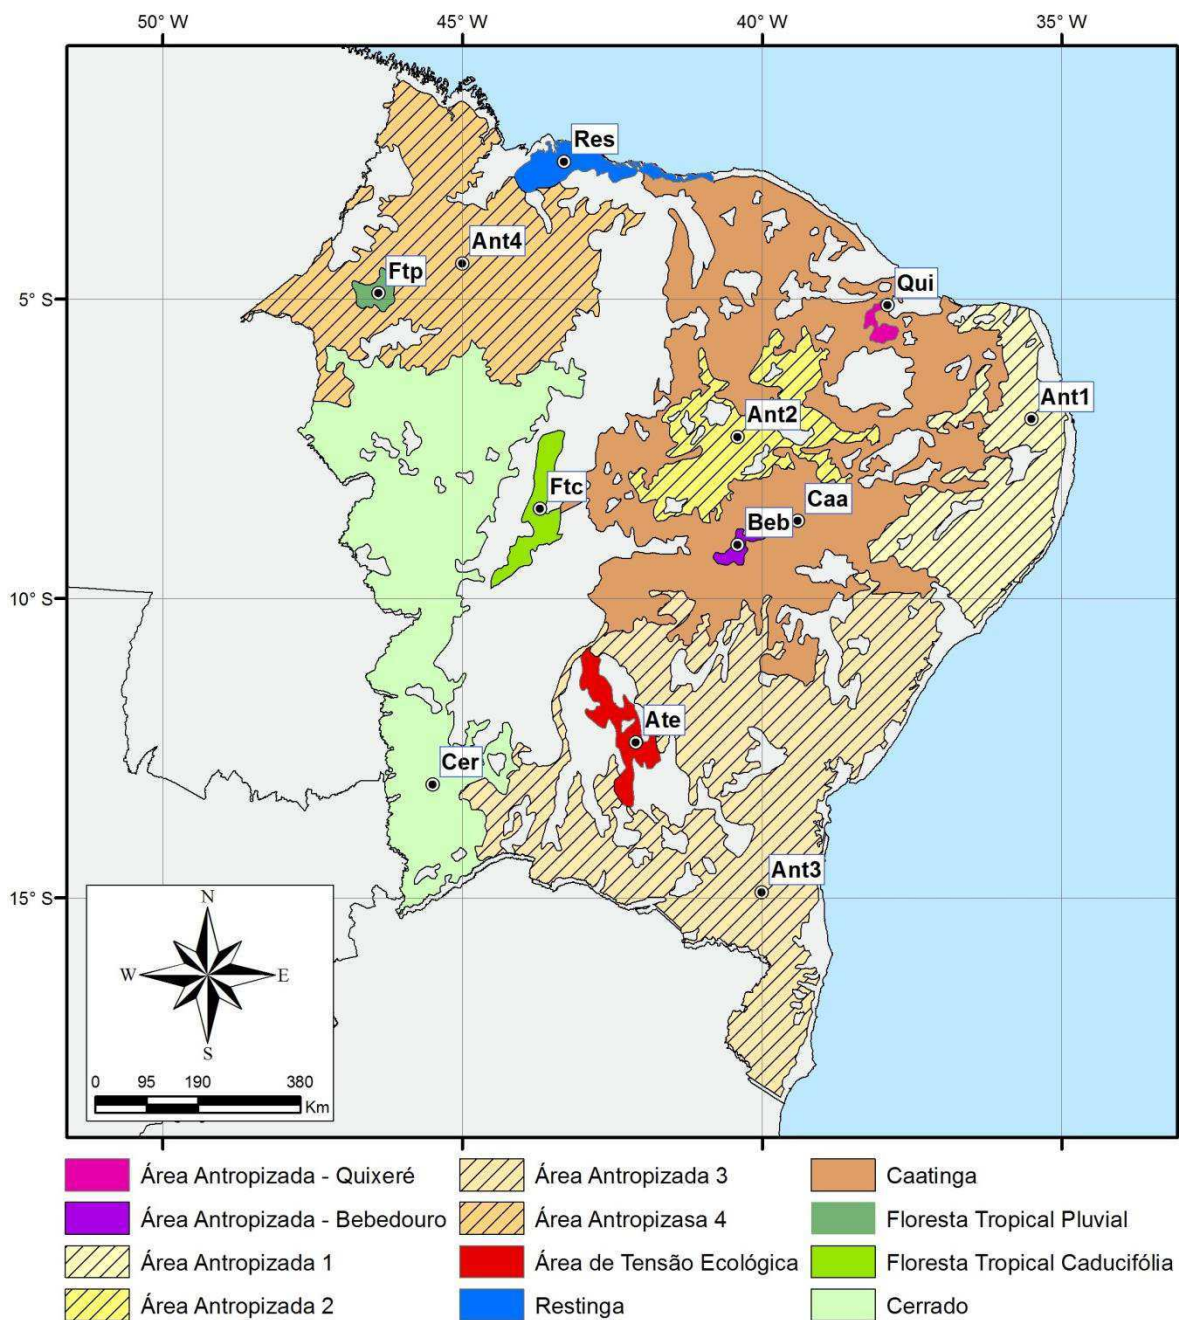 50° W 45° W 40° W 35° W
Res
Ant4
Ftp
Qui
5° S
Ant1
Ant2
Ftc
Caa
Beb
10° S
Ate
Cer
Ant3
15° S
N
W E
S
0 95 190 380
Km
Área Antropizada - Quixeré Área Antropizada 3 Caatinga
Área Antropizada - Bebedouro Área Antropizasa 4 Floresta Tropical Pluvial
Área Antropizada 1 Área de Tensão Ecológica Floresta Tropical Caducifólia
Área Antropizada 2 Restinga Cerrado